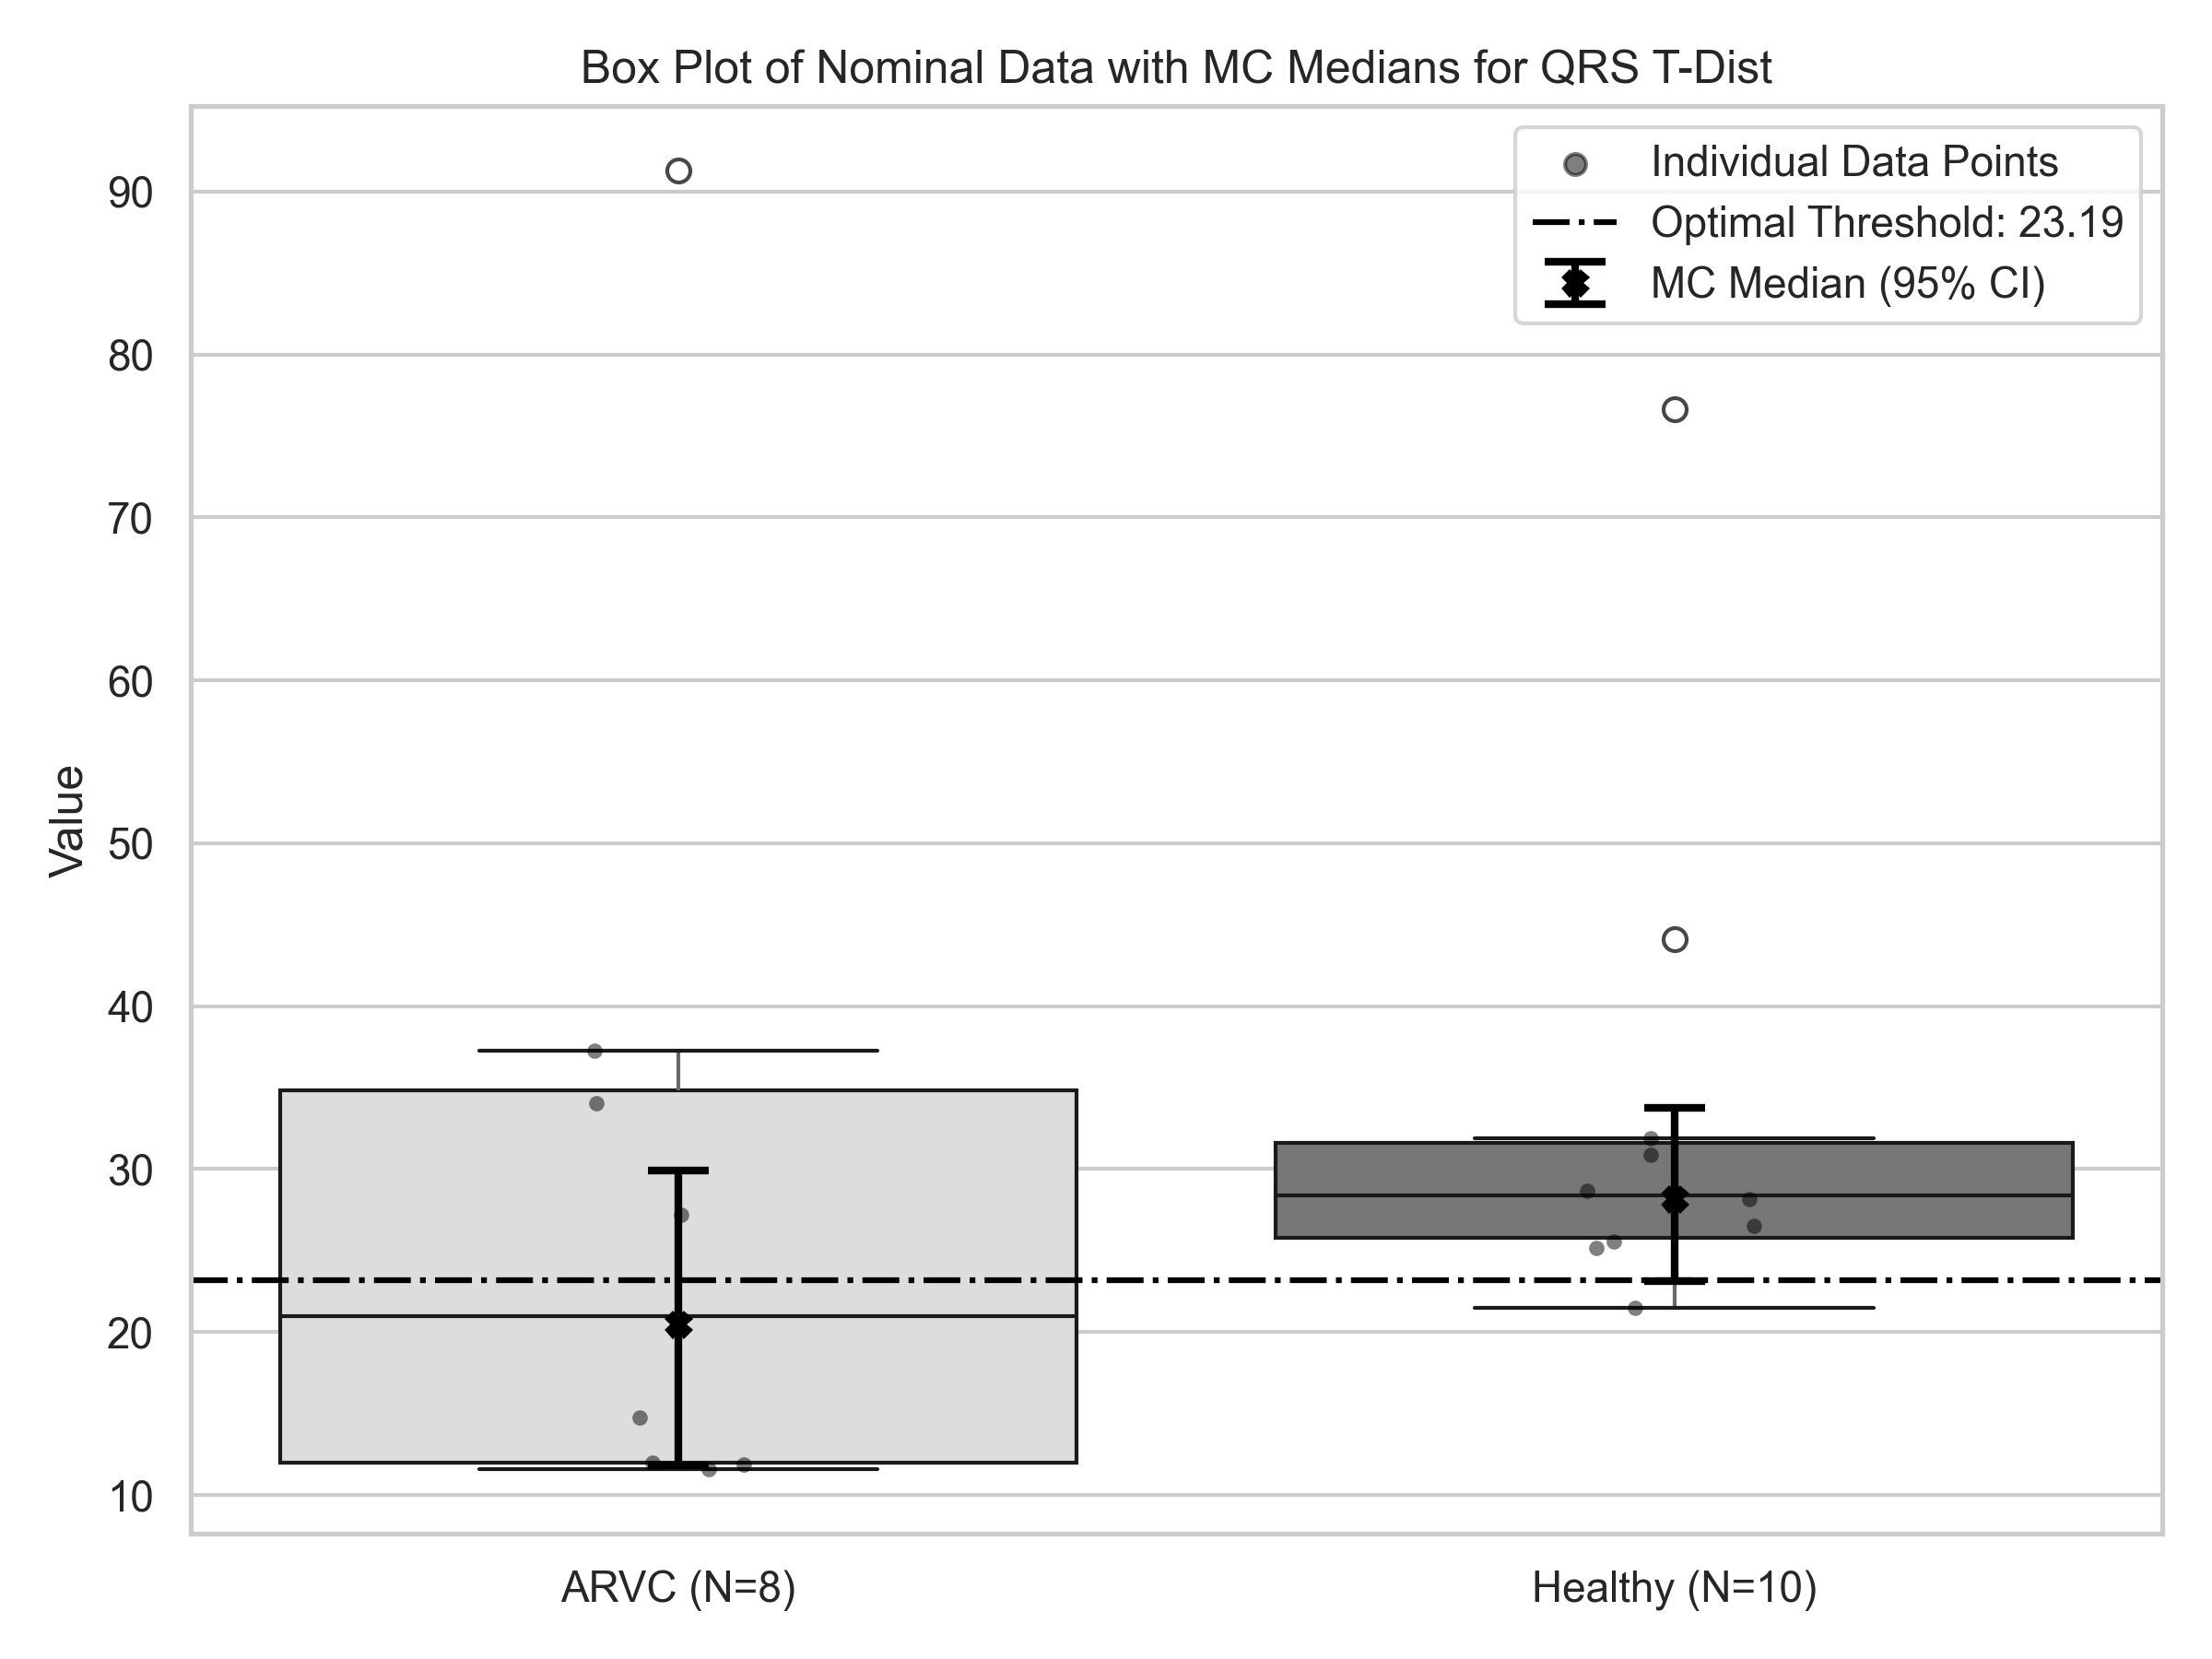 Box Plot of Nominal Data with MC Medians for QRS T-Dist
Individual Data Points
Optimal Threshold: 23.19
MC Median (95% CI)
90
80
70
60
50
40
30
20
10
Value
ARVC (N=8)
Healthy (N=10)